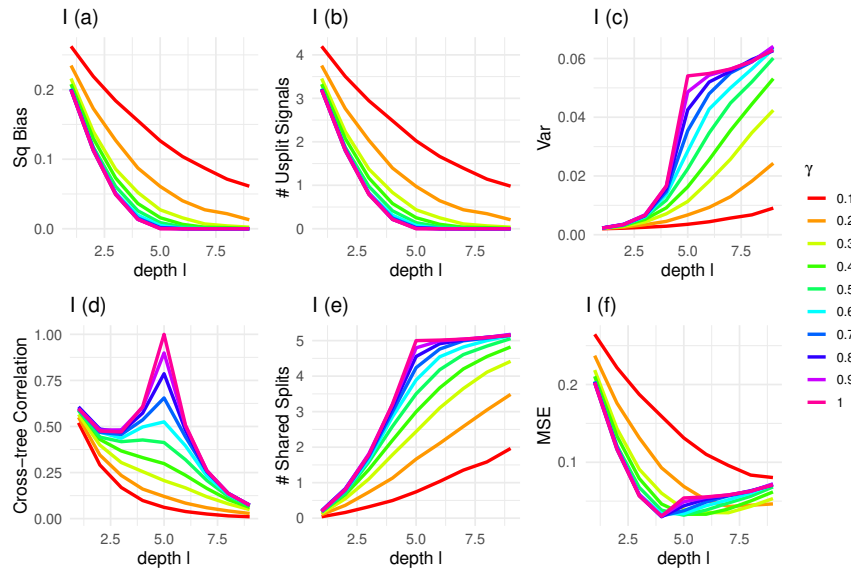 I (a)
Sq Bias
0.2
0.1
0.0
2.5 5.0 7.5
depth l
I (b)
# Usplit Signals
4
3
2
1
0
2.5 5.0 7.5
depth l
I (c)
Var
0.06
0.04
0.02
0.00
2.5 5.0 7.5
depth l
I (d)
Cross−tree Correlation
1.00
0.75
0.50
0.25
0.00
2.5 5.0 7.5
depth l
I (e)
# Shared Splits
5
4
3
2
1
0
2.5 5.0 7.5
depth l
I (f)
MSE
0.2
0.1
2.5 5.0 7.5
depth l
γ
0.1
0.2
0.3
0.4
0.5
0.6
0.7
0.8
0.9
1